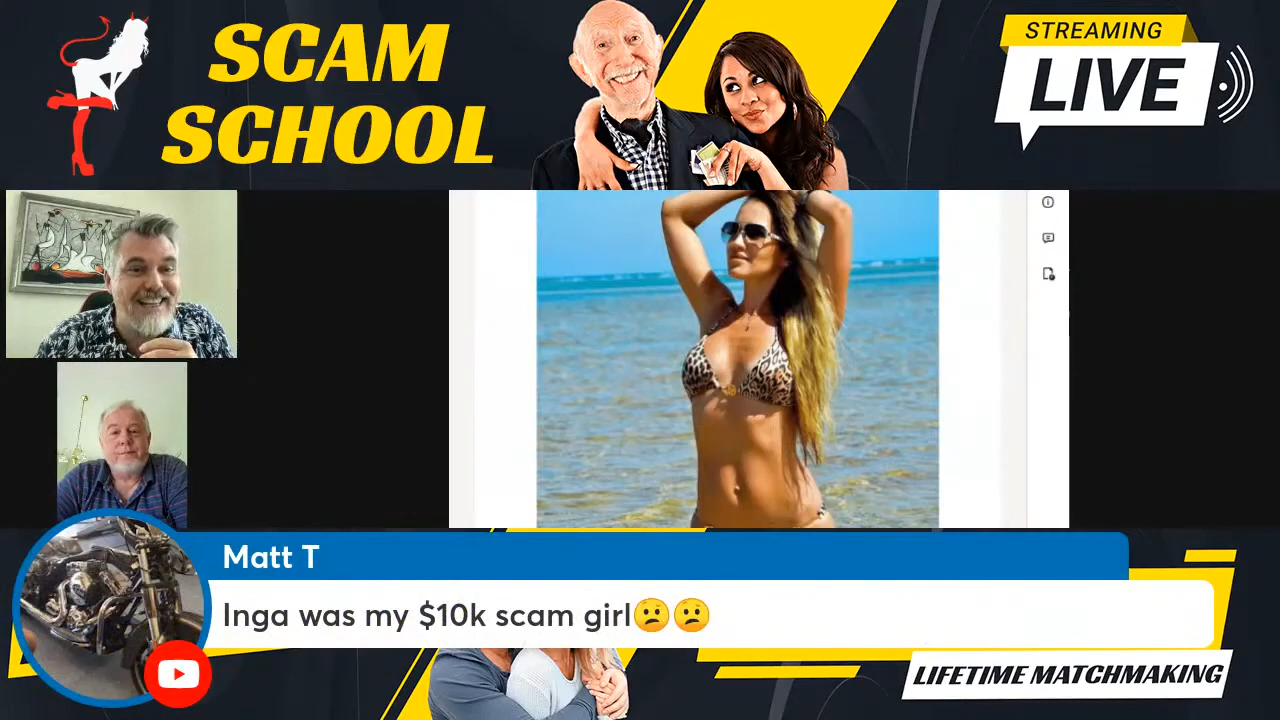 SCAM
SCHOOL
STREAMING
LIVE
Matt T
Inga was my $10k scam girl😟😟
LIFETIME MATCHMAKING